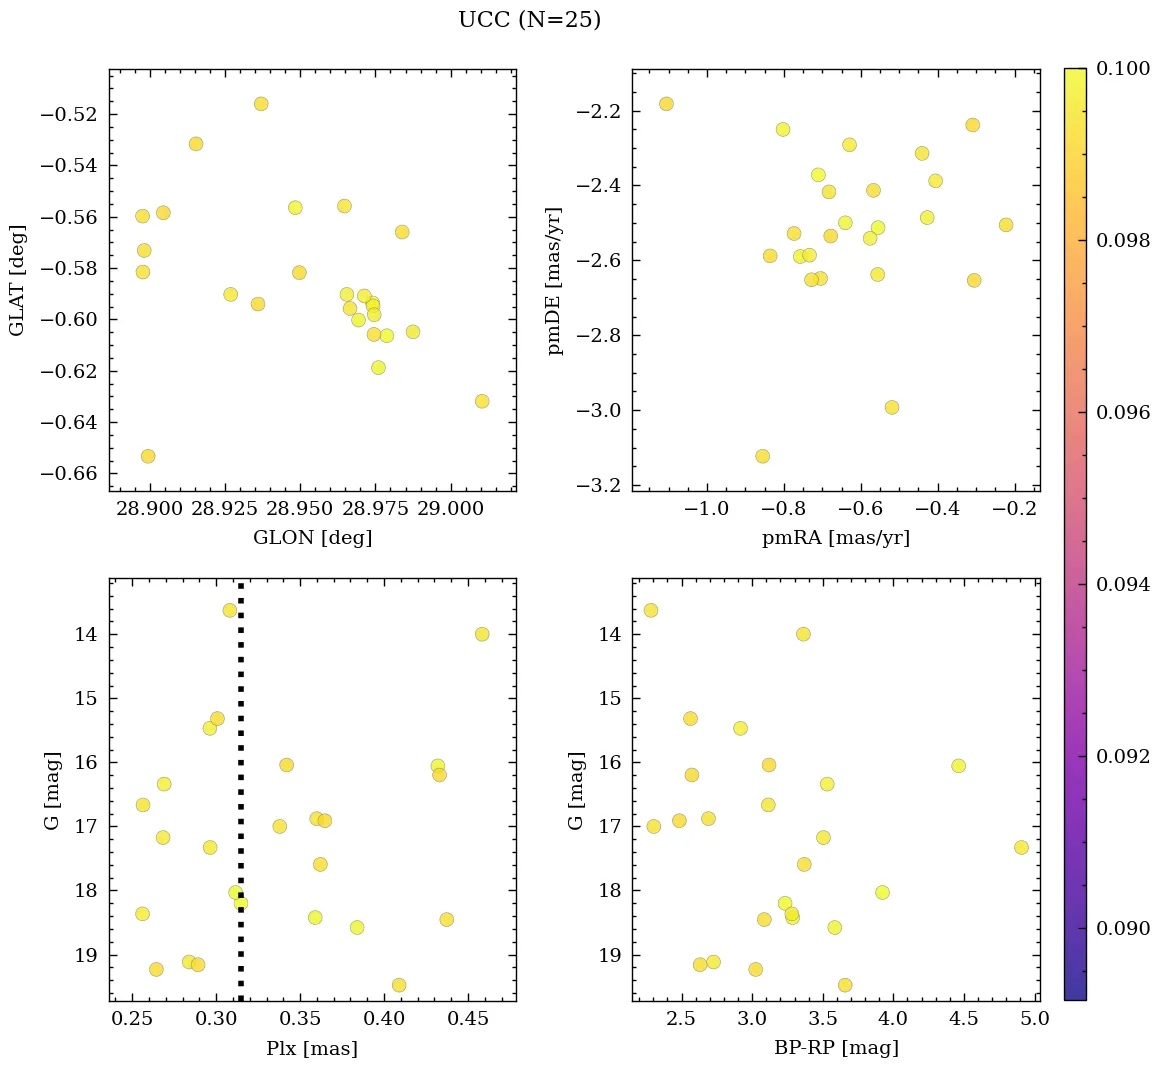 UCC (N=25)
−0.52
−0.54
−0.56
−0.58
−0.60
−0.62
−0.64
−0.66
GLAT [deg]
28.900 28.925 28.950 28.975 29.000
GLON [deg]
−2.2
−2.4
−2.6
−2.8
−3.0
−3.2
pmDE [mas/yr]
−1.0 −0.8 −0.6 −0.4 −0.2
pmRA [mas/yr]
14
15
16
17
18
19
G [mag]
0.25 0.30 0.35 0.40 0.45
Plx [mas]
14
15
16
17
18
19
G [mag]
2.5 3.0 3.5 4.0 4.5 5.0
BP-RP [mag]
0.100
0.098
0.096
0.094
0.092
0.090